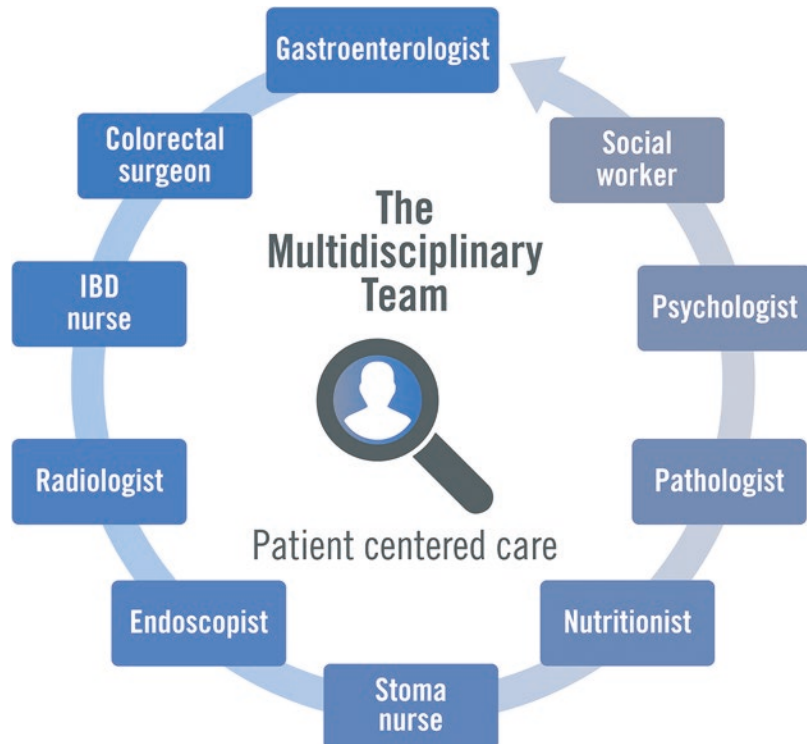 Gastroenterologist
Colorectal
surgeon
IBD
nurse
Radiologist
Endoscopist
Stoma
nurse
Nutritionist
Pathologist
Psychologist
Social
worker
The
Multidisciplinary
Team
Patient centered care